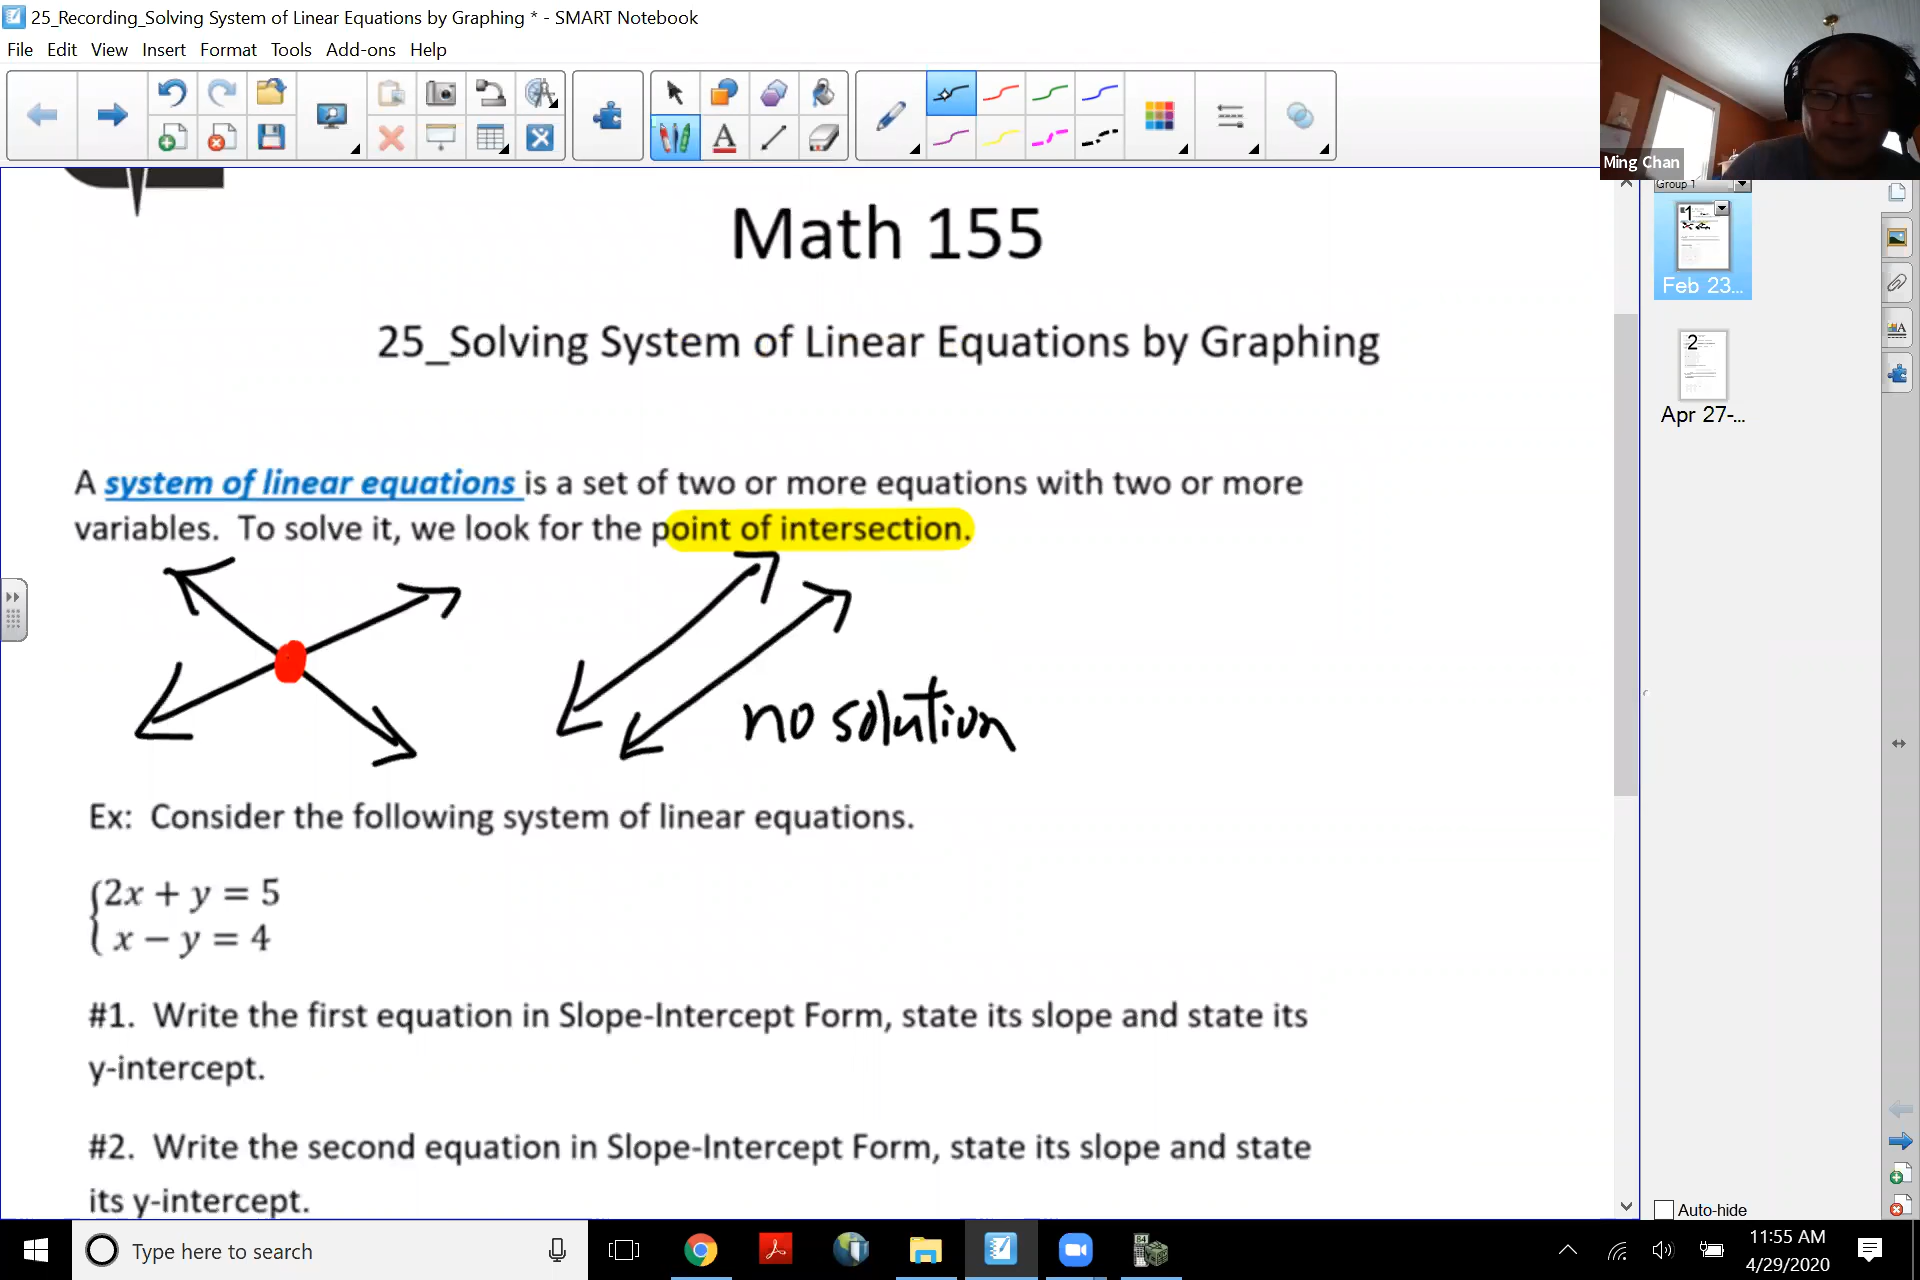 25_Recording_Solving System of Linear Equations by Graphing * - SMART Notebook
File Edit View Insert Format Tools Add-ons Help
Ming Chan
Group 1
Math 155
1
Feb 23...
25_Solving System of Linear Equations by Graphing
2
Apr 27-...
A system of linear equations is a set of two or more equations with two or more
variables. To solve it, we look for the point of intersection.
no solution
Ex: Consider the following system of linear equations.
2x + y = 5
x − y = 4
#1. Write the first equation in Slope-Intercept Form, state its slope and state its
y-intercept.
#2. Write the second equation in Slope-Intercept Form, state its slope and state
its y-intercept.
Auto-hide
Type here to search
84
11:55 AM
4/29/2020